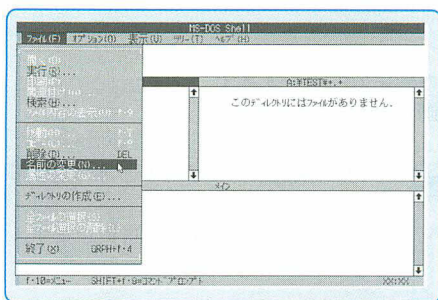 MS-DOS Shell
ﾌｧｲﾙ(F) ｵﾌﾟｼｮﾝ(O) 表示(V) ﾂﾘｰ(T) ﾍﾙﾌﾟ(H)
実行(R)...
検索(H)...
削除(D)... DEL
名前の変更(N)...
ﾃﾞｨﾚｸﾄﾘの作成(E)...
終了(X) GRPH+f･4
A:¥TEST¥*.*
このﾃﾞｨﾚｸﾄﾘにはﾌｧｲﾙがありません.
ﾒｲﾝ
f･10=ﾒﾆｭｰ SHIFT+f･9=ｺﾏﾝﾄﾞﾌﾟﾛﾝﾌﾟﾄ